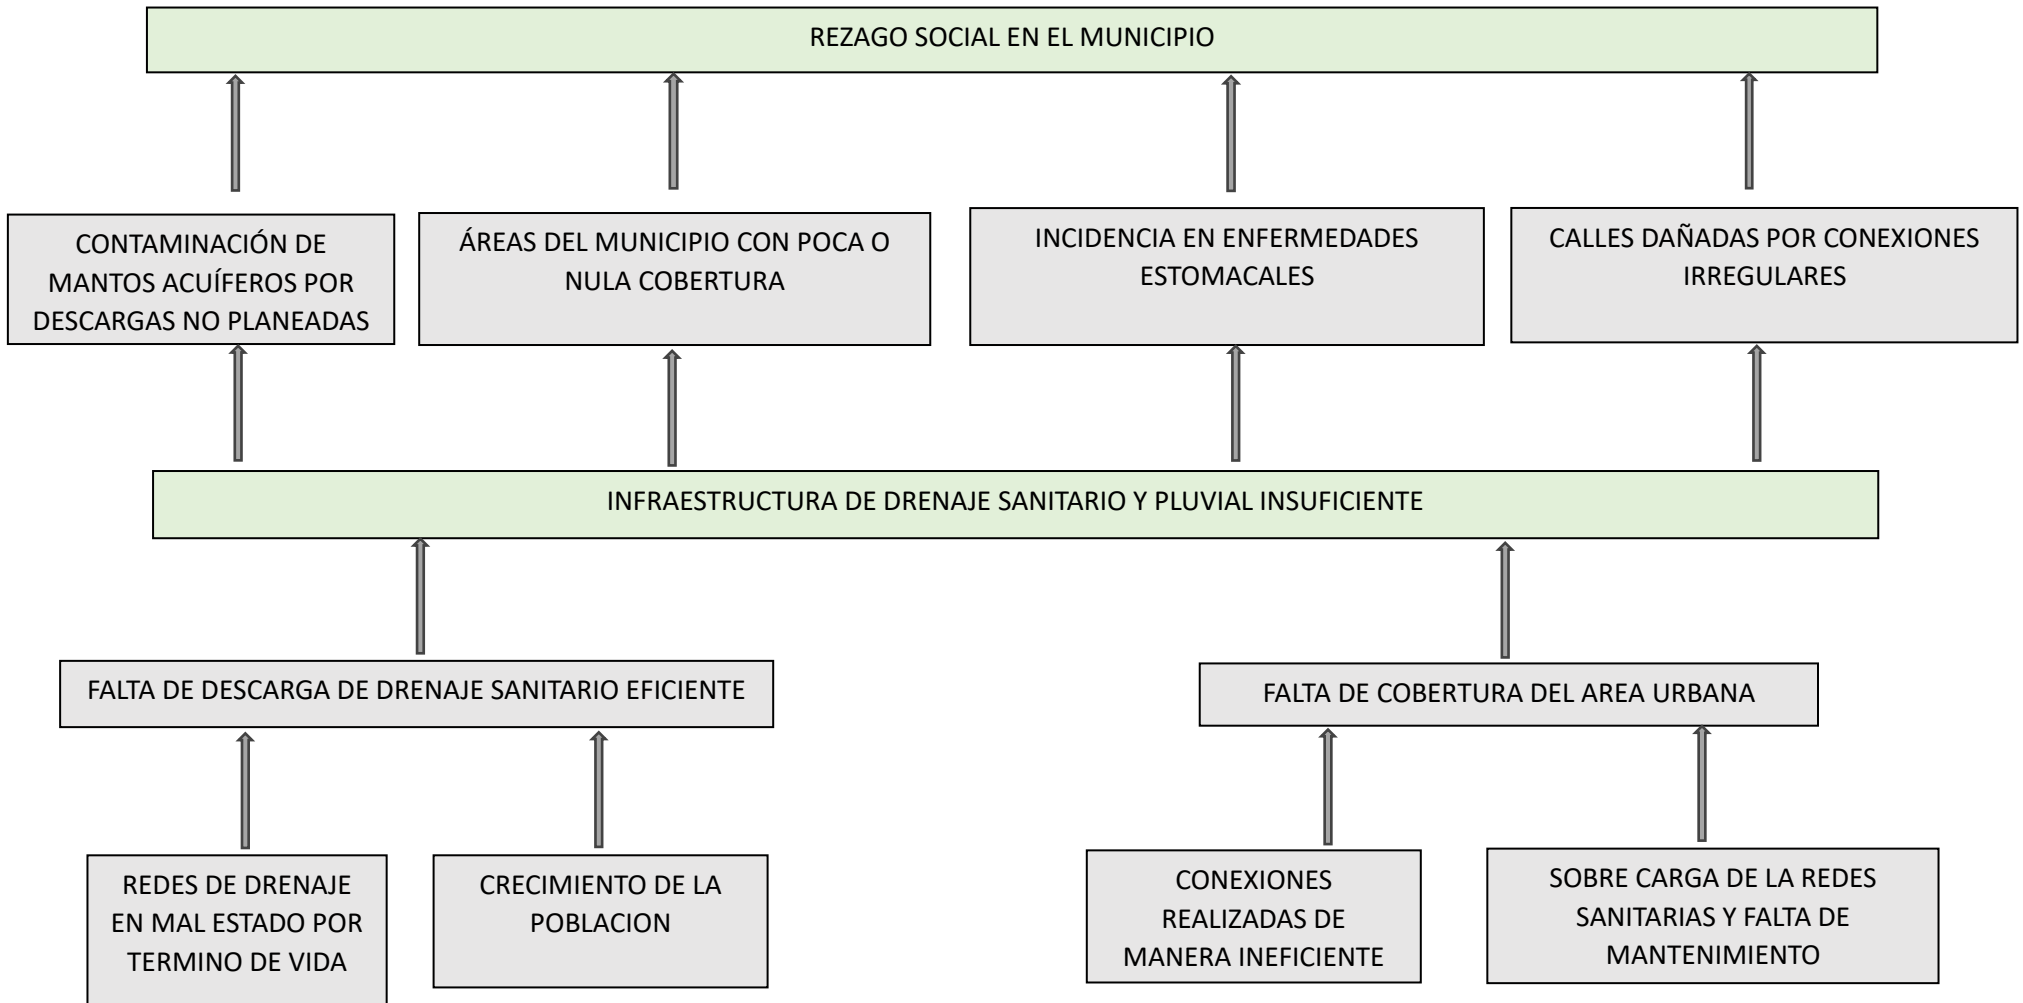 REZAGO SOCIAL EN EL MUNICIPIO
CONTAMINACIÓN DE
MANTOS ACUÍFEROS POR
DESCARGAS NO PLANEADAS
ÁREAS DEL MUNICIPIO CON POCA O
NULA COBERTURA
INCIDENCIA EN ENFERMEDADES
ESTOMACALES
CALLES DAÑADAS POR CONEXIONES
IRREGULARES
INFRAESTRUCTURA DE DRENAJE SANITARIO Y PLUVIAL INSUFICIENTE
FALTA DE DESCARGA DE DRENAJE SANITARIO EFICIENTE
FALTA DE COBERTURA DEL AREA URBANA
REDES DE DRENAJE
EN MAL ESTADO POR
TERMINO DE VIDA
CRECIMIENTO DE LA
POBLACION
CONEXIONES
REALIZADAS DE
MANERA INEFICIENTE
SOBRE CARGA DE LA REDES
SANITARIAS Y FALTA DE
MANTENIMIENTO